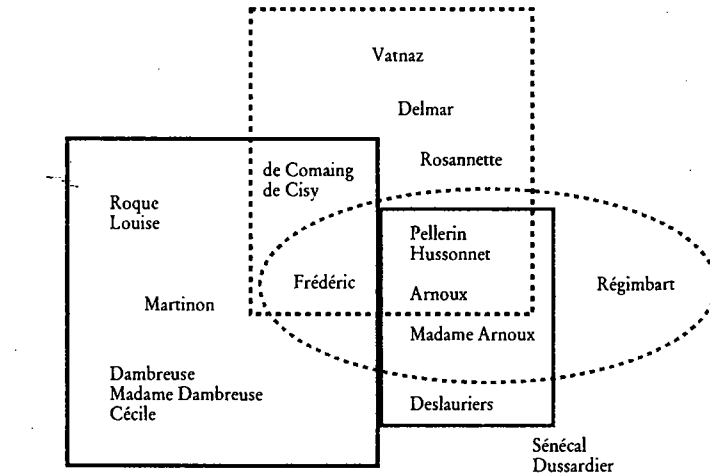 Vatnaz
Delmar
Rosannette
de Comaing
de Cisy
Roque
Louise
Pellerin
Hussonnet
Frédéric
Arnoux
Régimbart
Martinon
Madame Arnoux
Dambreuse
Madame Dambreuse
Cécile
Deslauriers
Sénécal
Dussardier